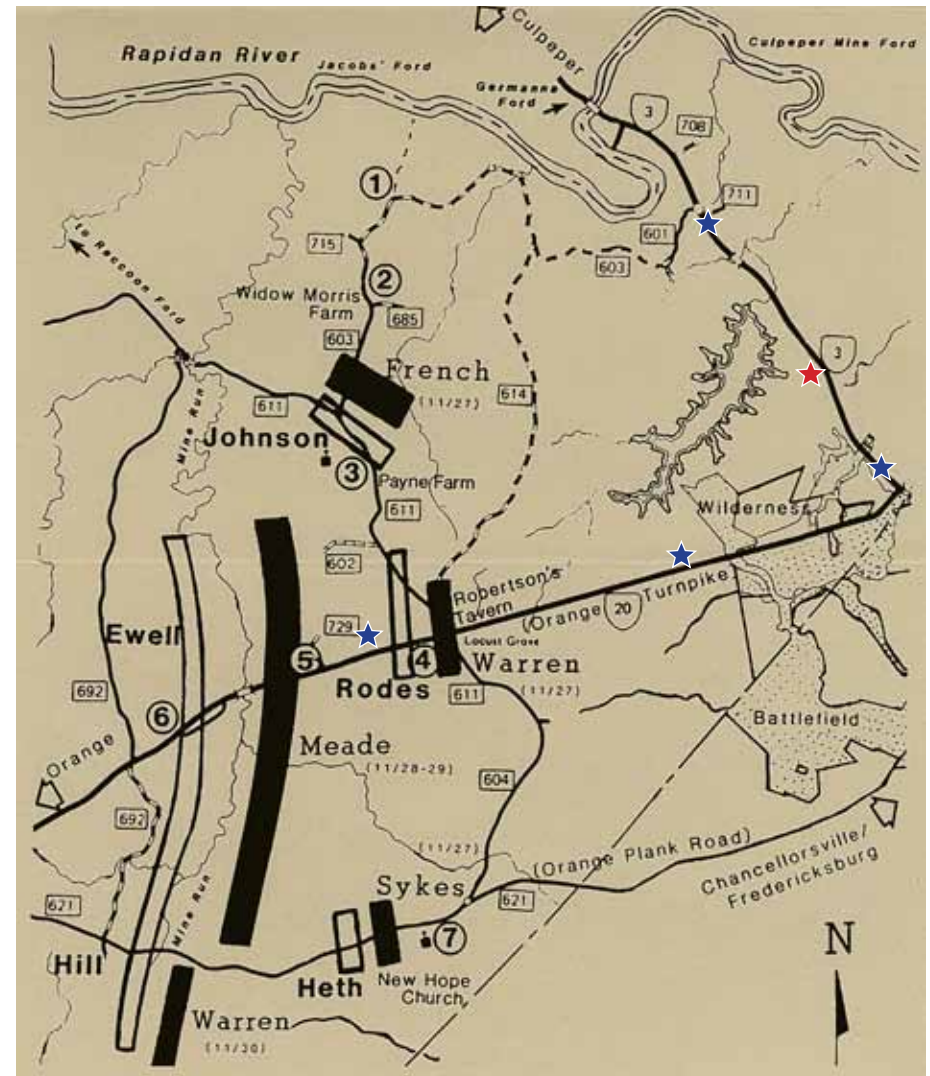 Culpeper
Culpeper Mine Ford
Rapidan River
Jacobs' Ford
Germanna
Ford
3
708
1
711
715
601
603
to Raccoon Ford
2
Widow Morris
Farm
685
603
3
French
(11/27)
614
611
Mine Run
Johnson
3
Payne Farm
611
Wilderness
602
Robertson's
Tavern
(Orange Turnpike)
20
729
Locust Grove
Ewell
5
4
Warren
(11/27)
Rodes
611
692
6
Meade
(11/28-29)
Battlefield
Orange
604
692
(11/27)
(Orange Plank Road)
Chancellorsville/
Fredericksburg
Sykes
621
621
Mine Run
7
N
Hill
Heth
New Hope
Church
Warren
(11/30)